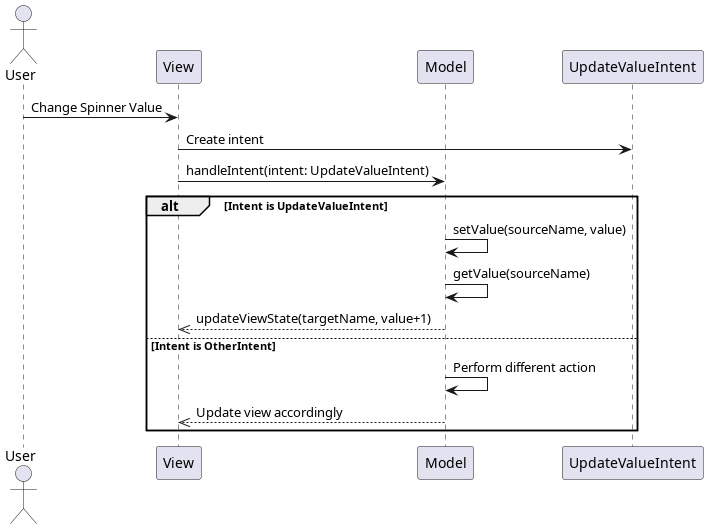 User
View
Model
UpdateValueIntent
Change Spinner Value
Create intent
handleIntent(intent: UpdateValueIntent)
alt
[Intent is UpdateValueIntent]
setValue(sourceName, value)
getValue(sourceName)
updateViewState(targetName, value+1)
[Intent is OtherIntent]
Perform different action
Update view accordingly
User
View
Model
UpdateValueIntent